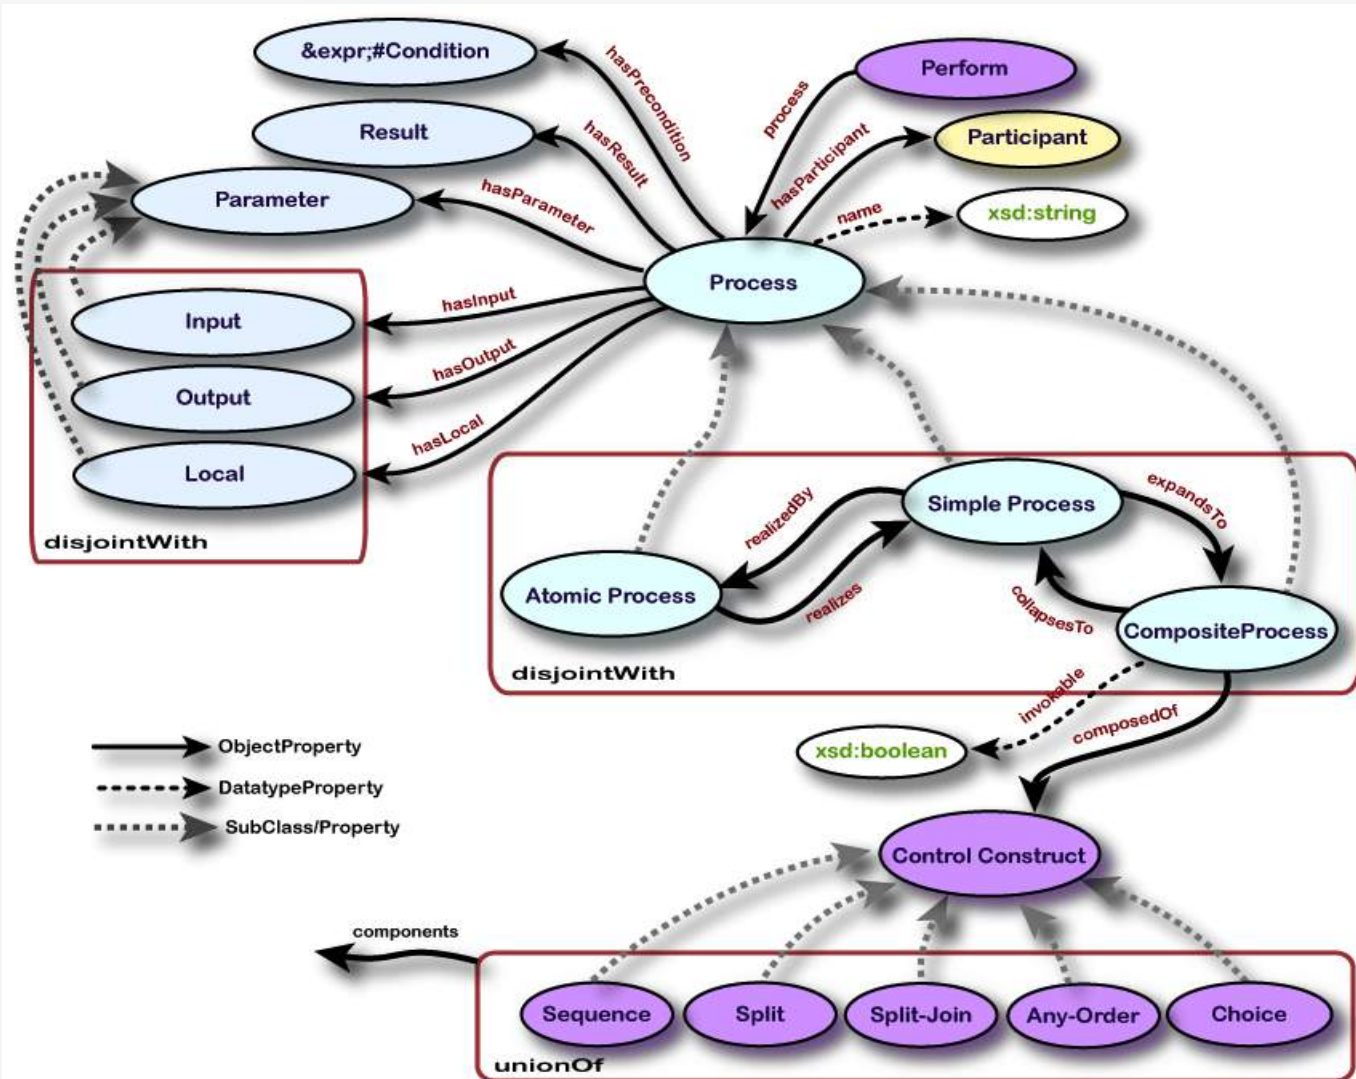 &expr;#Condition
hasPrecondition
Perform
process
Result
hasResult
hasParticipant
Participant
Parameter
hasParameter
name
xsd:string
Process
Input
hasInput
Output
hasOutput
Local
hasLocal
disjointWith
Simple Process
expandsTo
realizedBy
Atomic Process
realizes
collapsesTo
CompositeProcess
disjointWith
invokable
composedOf
xsd:boolean
ObjectProperty
DatatypeProperty
SubClass/Property
Control Construct
components
Sequence
Split
Split-Join
Any-Order
Choice
unionOf